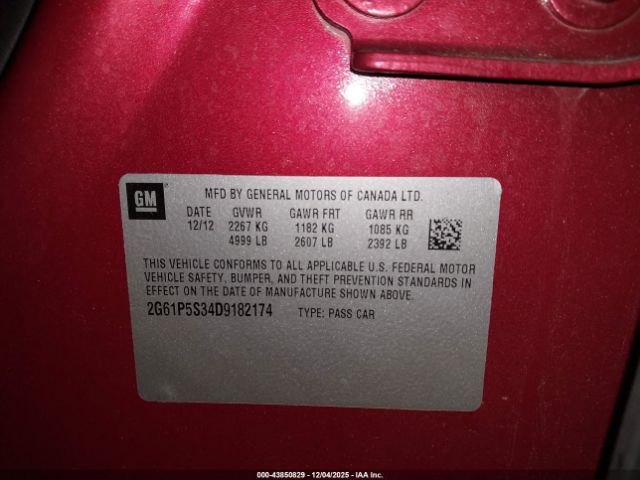 GM
MFD BY GENERAL MOTORS OF CANADA LTD.
DATE GVWR GAWR FRT GAWR RR
12/12 2267 KG 1182 KG 1085 KG
4999 LB 2607 LB 2392 LB
THIS VEHICLE CONFORMS TO ALL APPLICABLE U.S. FEDERAL MOTOR
VEHICLE SAFETY, BUMPER, AND THEFT PREVENTION STANDARDS IN
EFFECT ON THE DATE OF MANUFACTURE SHOWN ABOVE.
2G61P5S34D9182174 TYPE: PASS CAR
000-43850829 - 12/04/2025 - IAA Inc.